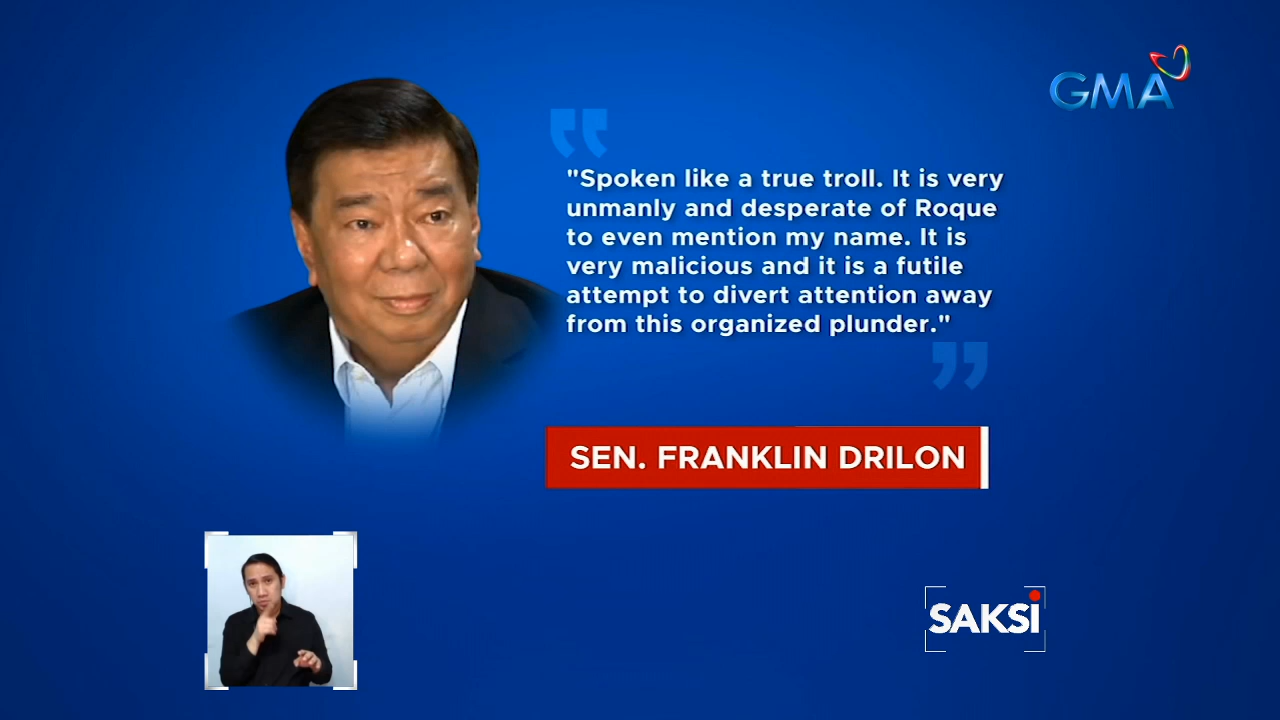 GMA
"Spoken like a true troll. It is very
unmanly and desperate of Roque
to even mention my name. It is
very malicious and it is a futile
attempt to divert attention away
from this organized plunder."
SEN. FRANKLIN DRILON
SAKSi